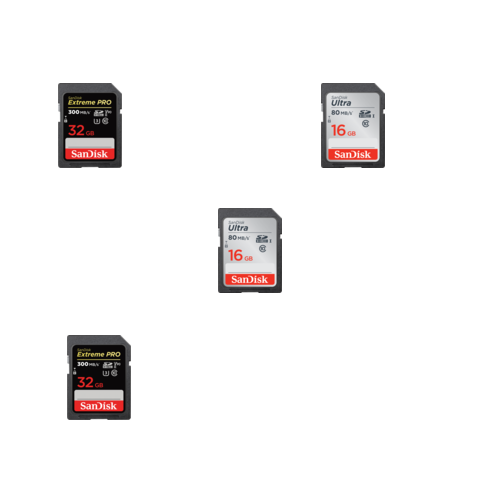 SanDisk
Extreme PRO
300 MB/s
32 GB
SanDisk
SanDisk
Ultra
80 MB/s
16 GB
SanDisk
SanDisk
Ultra
80 MB/s
16 GB
SanDisk
SanDisk
Extreme PRO
300 MB/s
32 GB
SanDisk